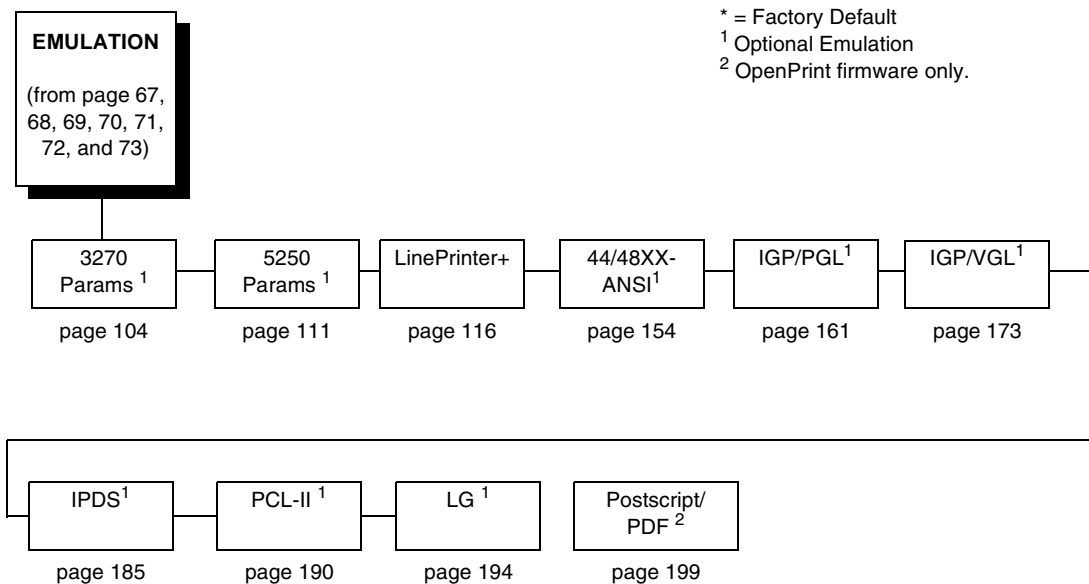 EMULATION
(from page 67,
68, 69, 70, 71,
72, and 73)
* = Factory Default
1 Optional Emulation
2 OpenPrint firmware only.
3270
Params 1
page 104
5250
Params 1
page 111
LinePrinter+
page 116
44/48XX-
ANSI1
page 154
IGP/PGL1
page 161
IGP/VGL1
page 173
IPDS1
page 185
PCL-II 1
page 190
LG 1
page 194
Postscript/
PDF 2
page 199